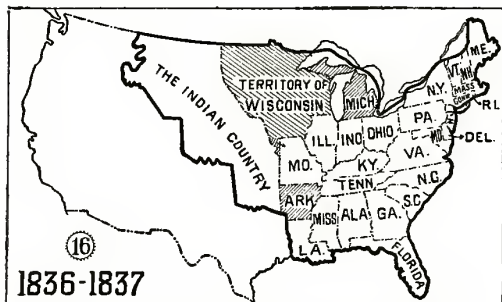 ME.
VT.
N.H.
N.Y.
MASS
CONN.
R.I.
TERRITORY OF
WISCONSIN
MICH.
THE INDIAN COUNTRY
PA.
N.J.
ILL.
IND.
OHIO
MD.
DEL.
MO.
KY.
VA.
TENN.
N.C.
ARK.
S.C.
MISS
ALA
GA.
LA.
FLORIDA
16
1836-1837